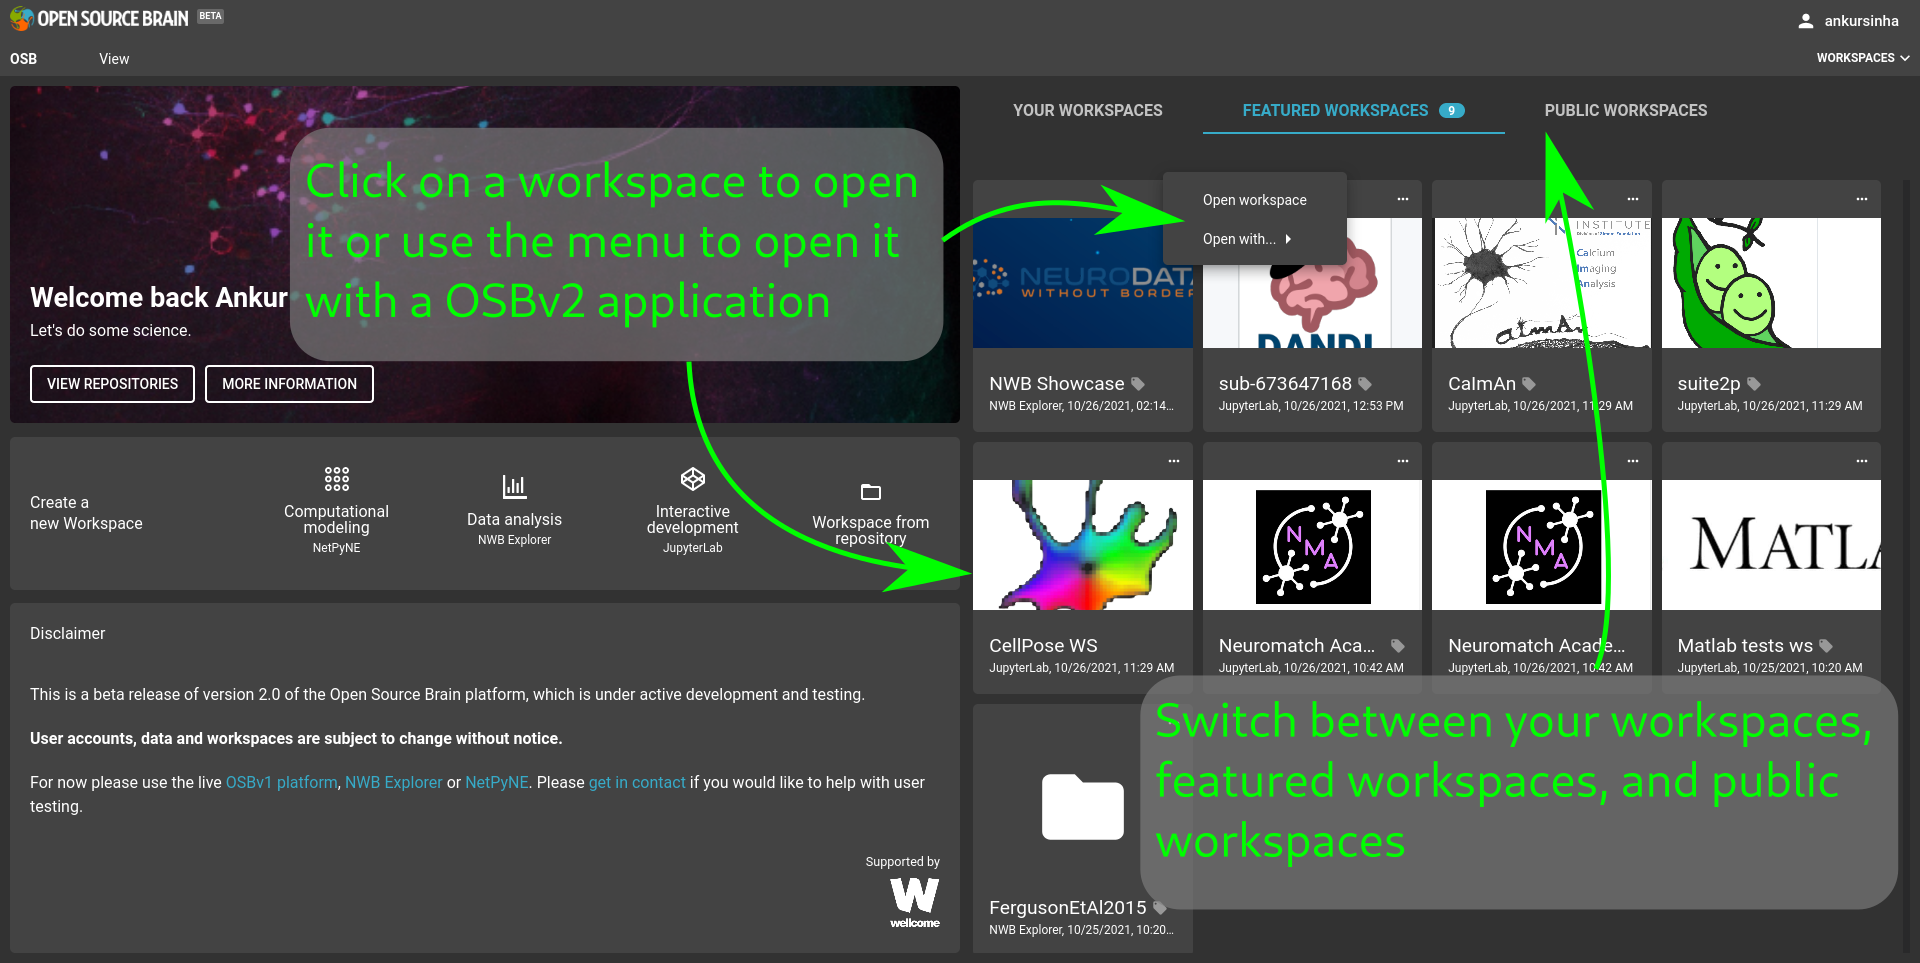 OPEN SOURCE BRAIN BETA
ankursinha
OSB View
WORKSPACES
Click on a workspace to open
it or use the menu to open it
with a OSBv2 application
Welcome back Ankur
Let's do some science.
VIEW REPOSITORIES
MORE INFORMATION
Create a
new Workspace
Computational
modeling
NetPyNE
Data analysis
NWB Explorer
Interactive
development
JupyterLab
Workspace from
repository
Disclaimer
This is a beta release of version 2.0 of the Open Source Brain platform, which is under active development and testing.
User accounts, data and workspaces are subject to change without notice.
For now please use the live OSBv1 platform, NWB Explorer or NetPyNE. Please get in contact if you would like to help with user
testing.
Supported by
W
wellcome
YOUR WORKSPACES
FEATURED WORKSPACES 9
PUBLIC WORKSPACES
Open workspace
Open with...
NEURODAT
WITHOUT BORDER
NWB Showcase
NWB Explorer, 10/26/2021, 02:14...
DANDI
sub-673647168
JupyterLab, 10/26/2021, 12:53 PM
INSTITUTE
Calcium
Imaging
Analysis
CaImAn
CaImAn
JupyterLab, 10/26/2021, 11:29 AM
suite2p
JupyterLab, 10/26/2021, 11:29 AM
CellPose WS
JupyterLab, 10/26/2021, 11:29 AM
NMA
Neuromatch Aca...
JupyterLab, 10/26/2021, 10:42 AM
NMA
Neuromatch Acade...
JupyterLab, 10/26/2021, 10:42 AM
MATLA
Matlab tests ws
JupyterLab, 10/25/2021, 10:20 AM
Switch between your workspaces,
featured workspaces, and public
workspaces
FergusonEtAl2015
NWB Explorer, 10/25/2021, 10:20...